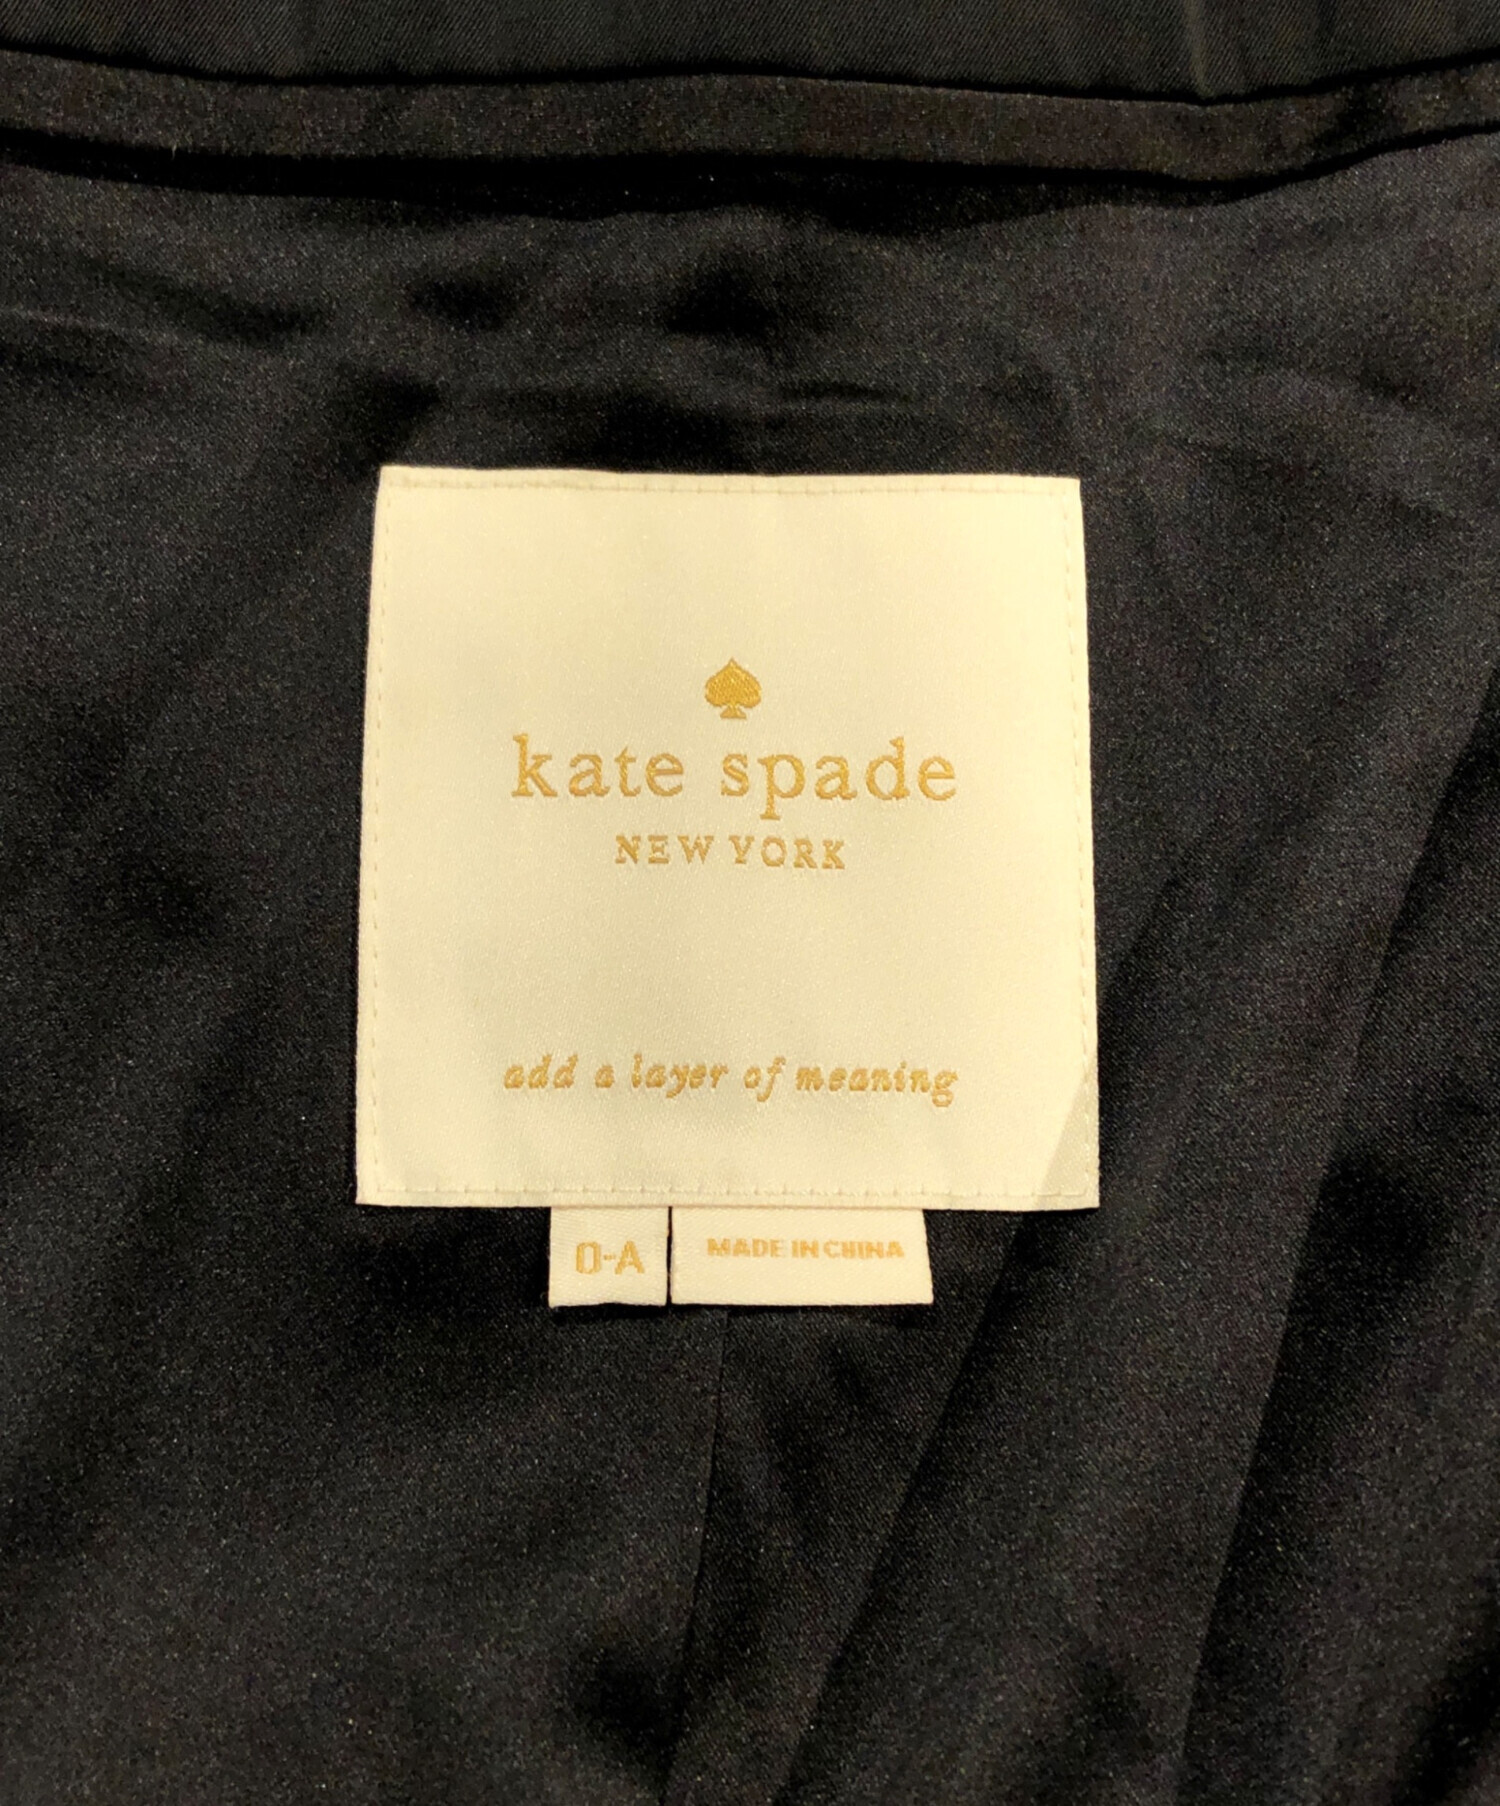 kate spade
NEW YORK
add a layer of meaning
0-A
MADE IN CHINA